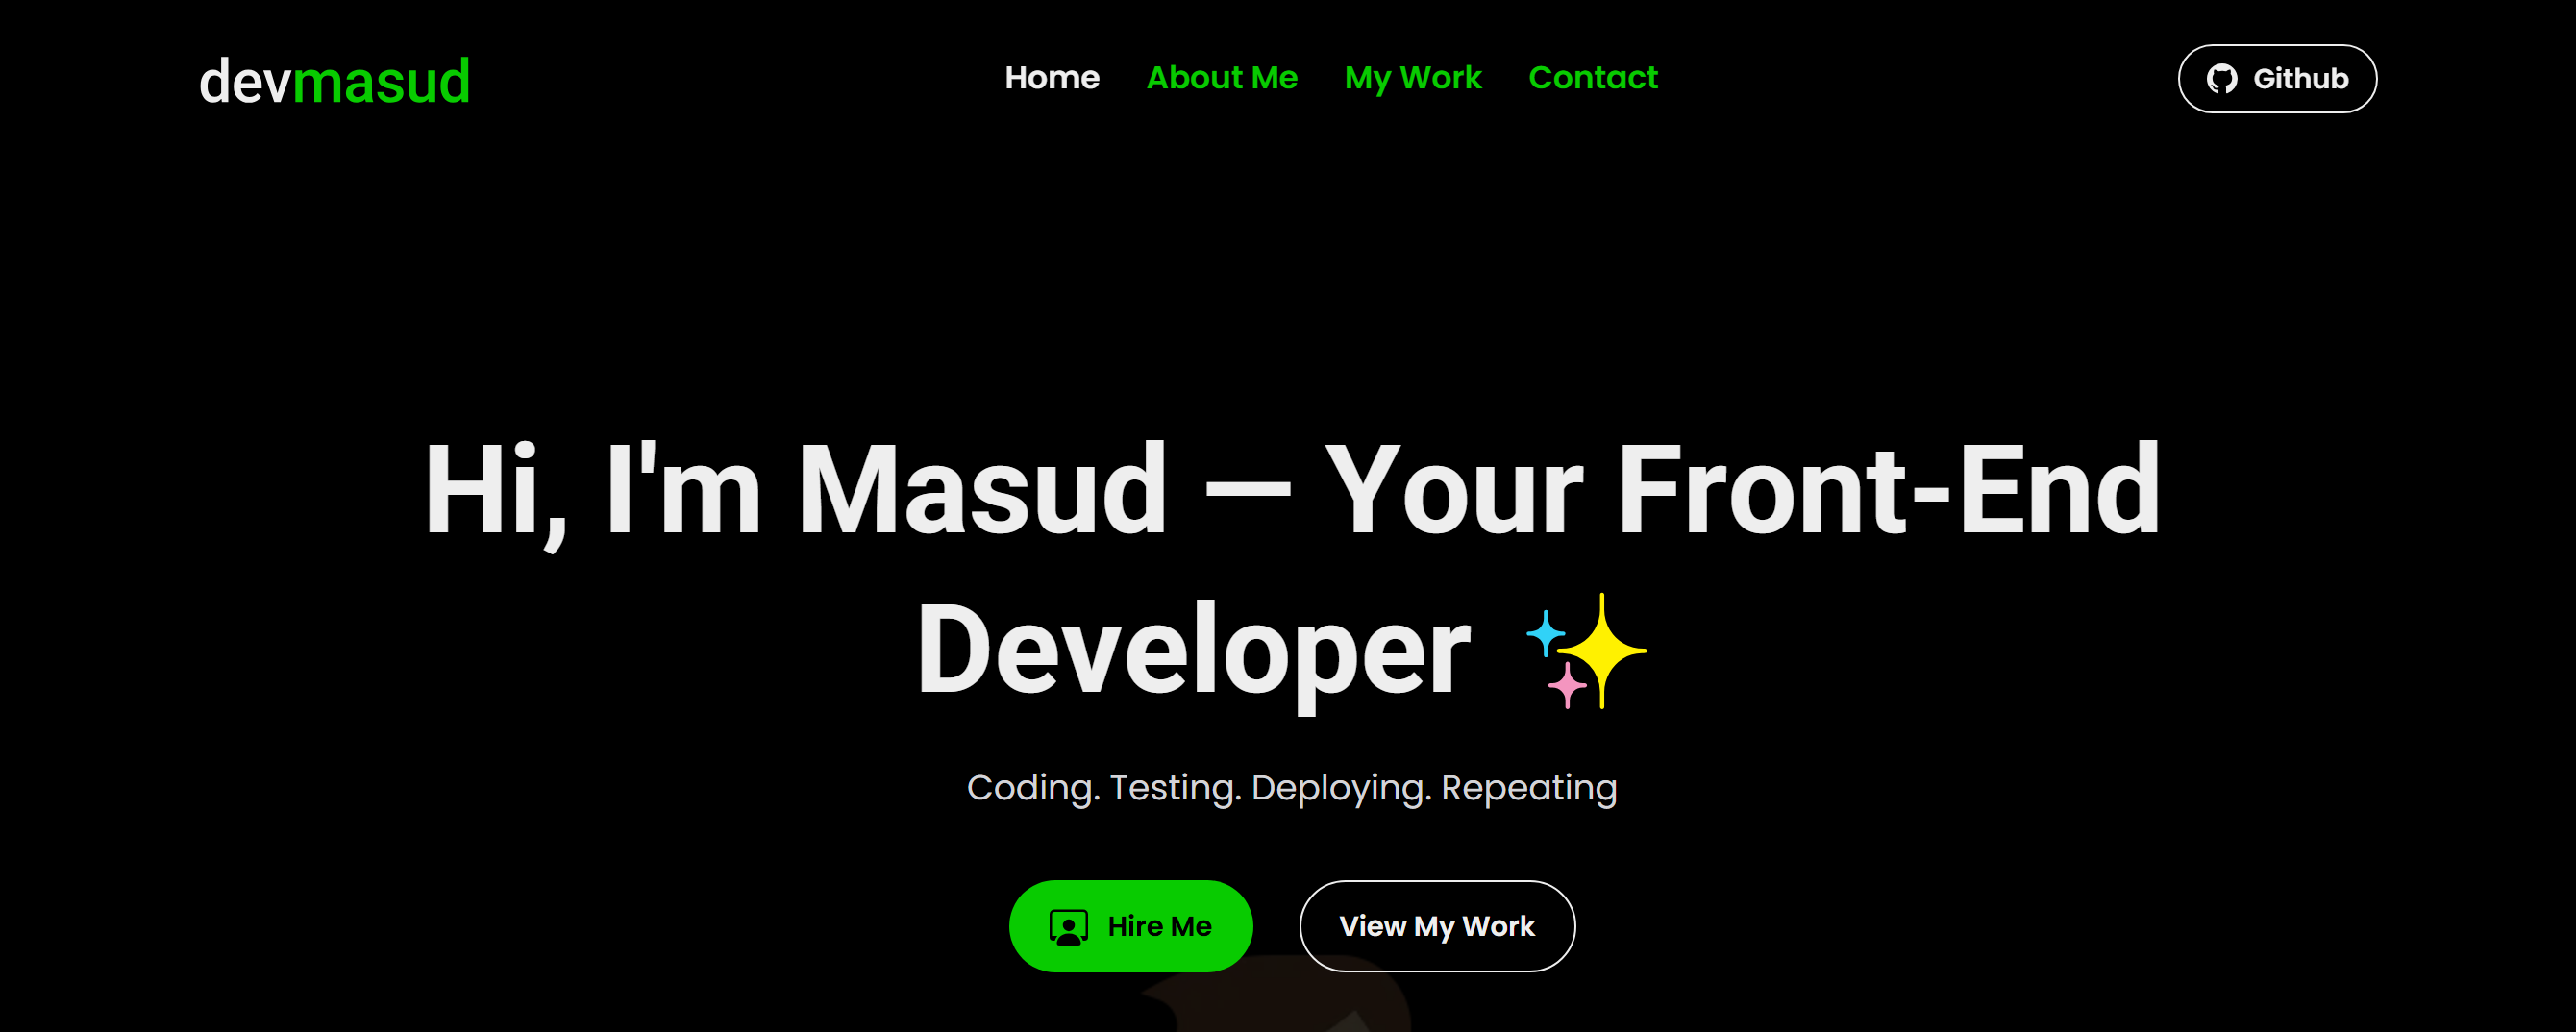 devmasud
Home About Me My Work Contact
Github
Hi, I'm Masud — Your Front-End
Developer
Coding. Testing. Deploying. Repeating
Hire Me
View My Work